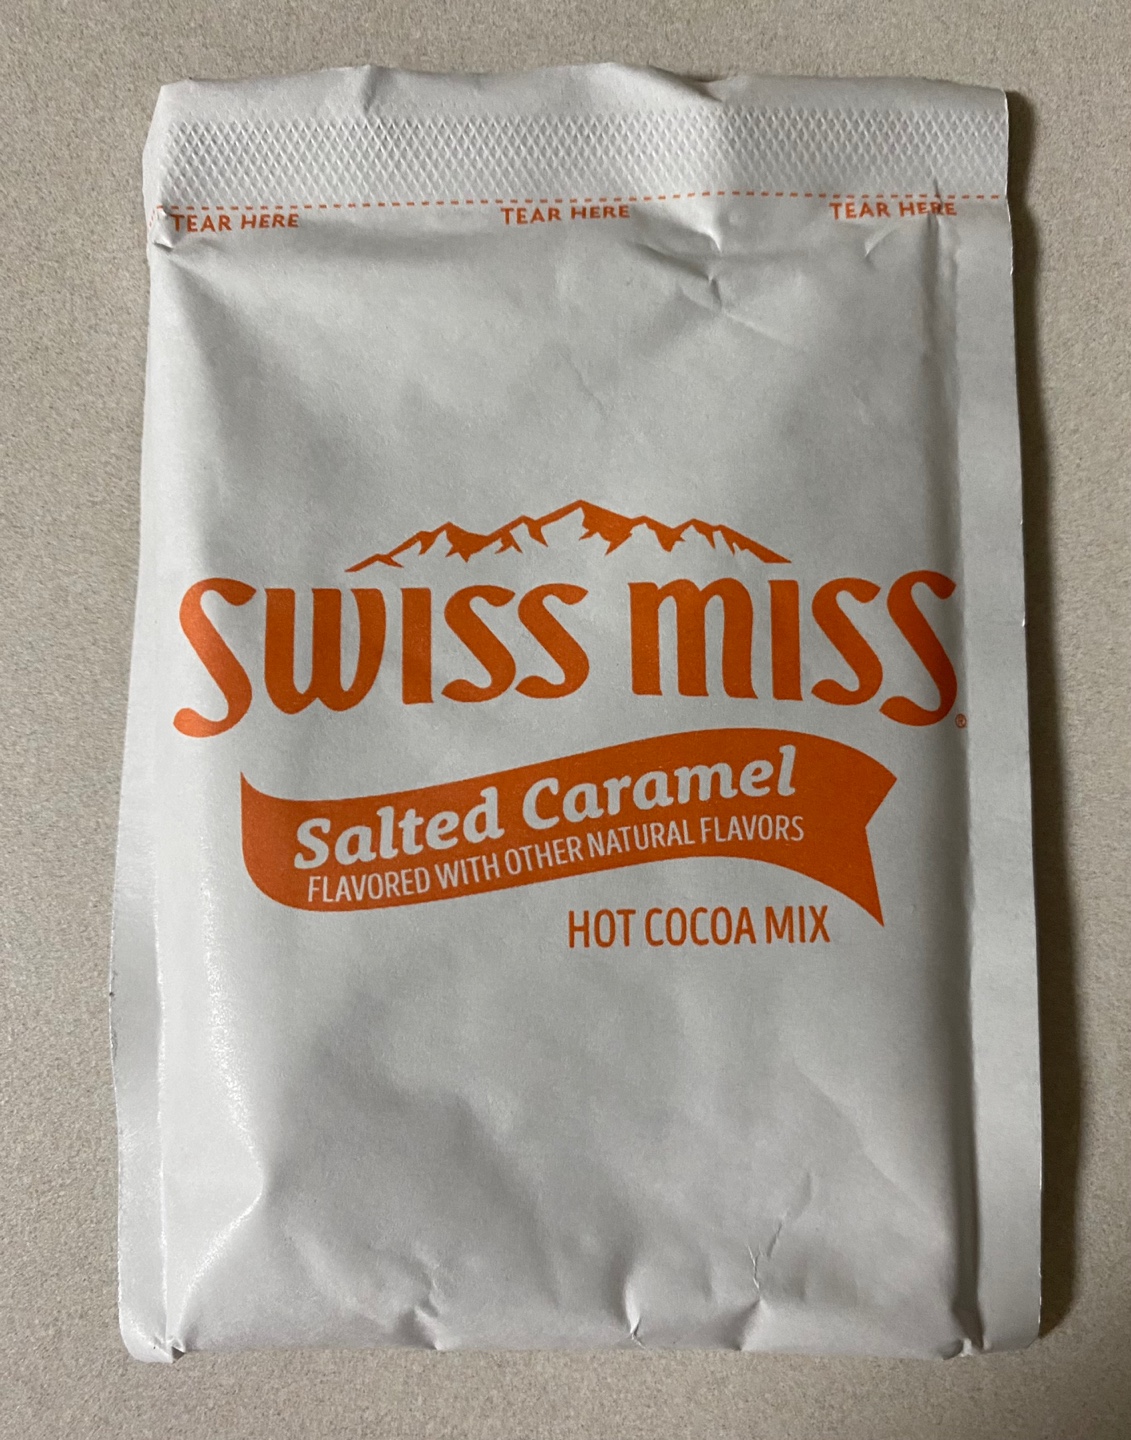 TEAR HERE TEAR HERE TEAR HERE
SWISS MISS®
Salted Caramel
FLAVORED WITH OTHER NATURAL FLAVORS
HOT COCOA MIX